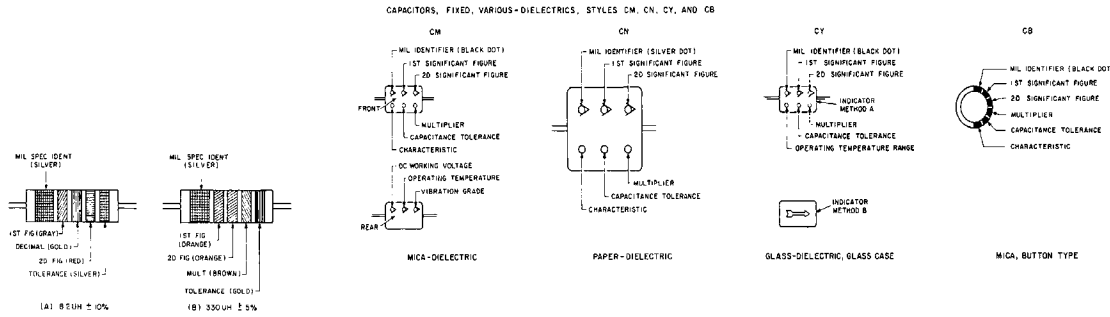 CAPACITORS, FIXED, VARIOUS-DIELECTRICS, STYLES CM, CN, CY, AND CB
CM
MIL IDENTIFIER (BLACK DOT)
1ST SIGNIFICANT FIGURE
2D SIGNIFICANT FIGURE
FRONT
MULTIPLIER
CAPACITANCE TOLERANCE
CHARACTERISTIC
DC WORKING VOLTAGE
OPERATING TEMPERATURE
VIBRATION GRADE
REAR
MICA-DIELECTRIC
CN
MIL IDENTIFIER (SILVER DOT)
1ST SIGNIFICANT FIGURE
2D SIGNIFICANT FIGURE
MULTIPLIER
CAPACITANCE TOLERANCE
CHARACTERISTIC
PAPER-DIELECTRIC
CY
MIL IDENTIFIER (BLACK DOT)
1ST SIGNIFICANT FIGURE
2D SIGNIFICANT FIGURE
INDICATOR
METHOD A
MULTIPLIER
CAPACITANCE TOLERANCE
OPERATING TEMPERATURE RANGE
INDICATOR
METHOD B
GLASS-DIELECTRIC, GLASS CASE
CB
MIL IDENTIFIER (BLACK DOT
1ST SIGNIFICANT FIGURE
2D SIGNIFICANT FIGURE
MULTIPLIER
CAPACITANCE TOLERANCE
CHARACTERISTIC
MICA, BUTTON TYPE
MIL SPEC IDENT
(SILVER)
1ST FIG (GRAY)
DECIMAL (GOLD)
2D FIG (RED)
TOLERANCE (SILVER)
(A) 8.2UH ± 10%
MIL SPEC IDENT
(SILVER)
1ST FIG
(ORANGE)
2D FIG (ORANGE)
MULT (BROWN)
TOLERANCE (GOLD)
(B) 330UH ± 5%